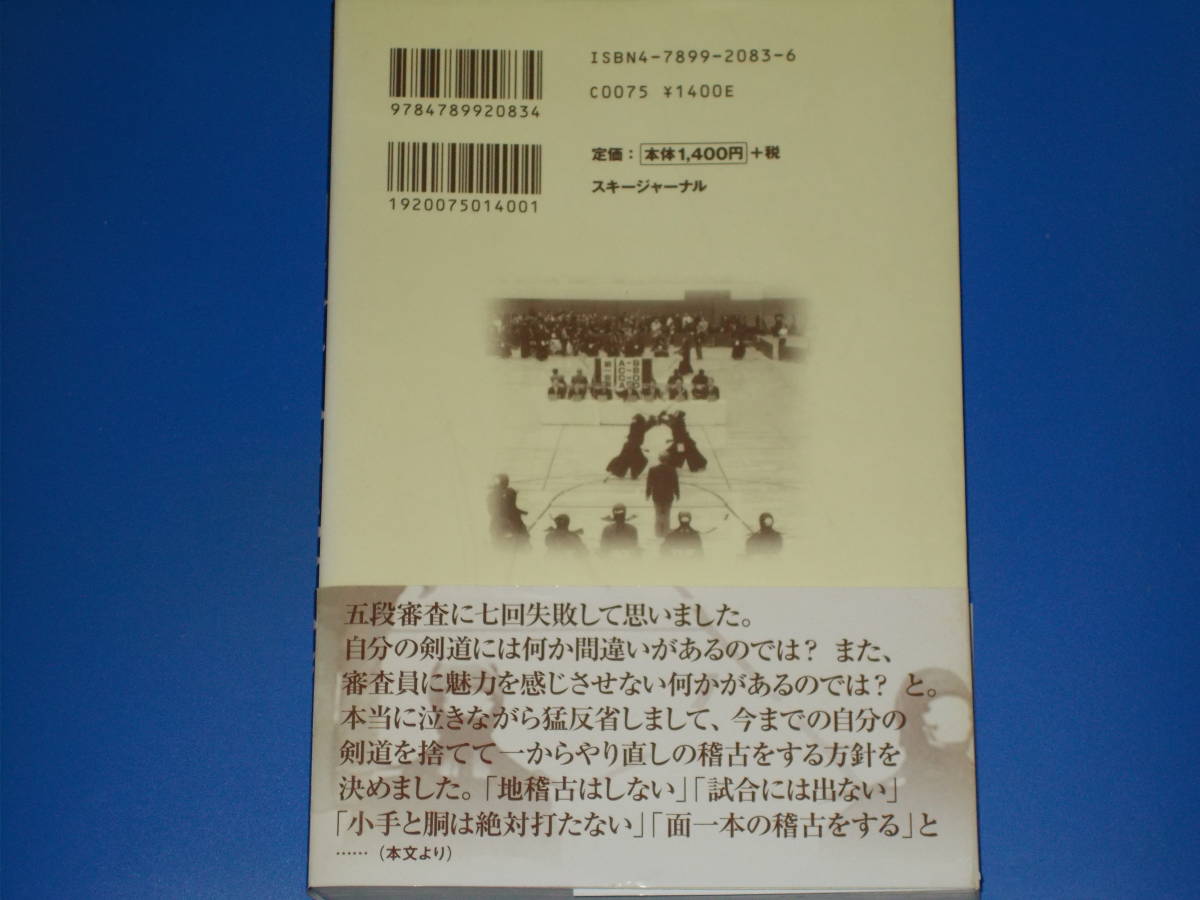 ISBN4-7899-2083-6
C0075 ¥1400E
9784789920834
定価：本体1,400円+税
スキージャーナル
1920075014001
五段審査に七回失敗して思いました。
自分の剣道には何か間違いがあるのでは？ また、
審査員に魅力を感じさせない何かがあるのでは？ と。
本当に泣きながら猛反省しまして、今までの自分の
剣道を捨てて一からやり直しの稽古をする方針を
決めました。「地稽古はしない」「試合には出ない」
「小手と胴は絶対打たない」「面一本の稽古をする」と
……（本文より）